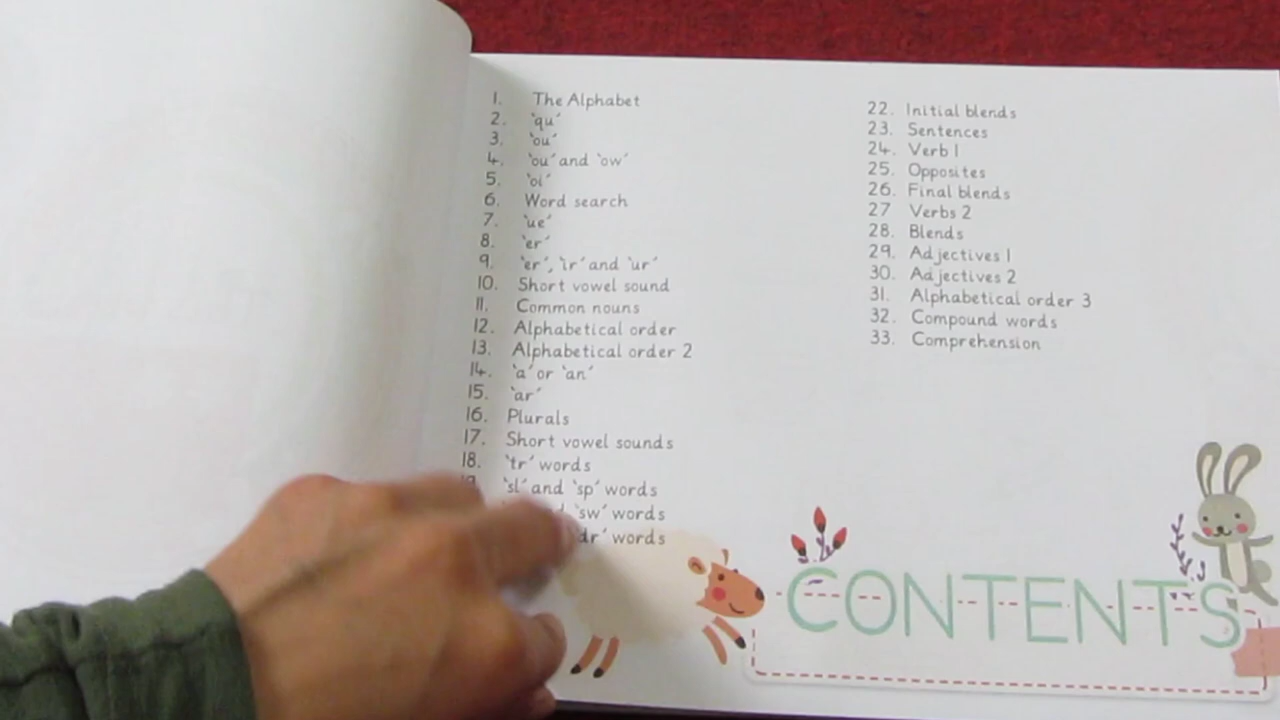 1. The Alphabet
2. ‘qu’
3. ‘ou’
4. ‘ou’ and ‘ow’
5. ‘oi’
6. Word search
7. ‘ue’
8. ‘er’
9. ‘er’, ‘ir’ and ‘ur’
10. Short vowel sound
11. Common nouns
12. Alphabetical order
13. Alphabetical order 2
14. ‘a’ or ‘an’
15. ‘ar’
16. Plurals
17. Short vowel sounds
18. ‘tr’ words
19. ‘sl’ and ‘sp’ words
‘sw’ words
‘dr’ words
22. Initial blends
23. Sentences
24. Verb 1
25. Opposites
26. Final blends
27 Verbs 2
28. Blends
29. Adjectives 1
30. Adjectives 2
31. Alphabetical order 3
32. Compound words
33. Comprehension
CONTENTS